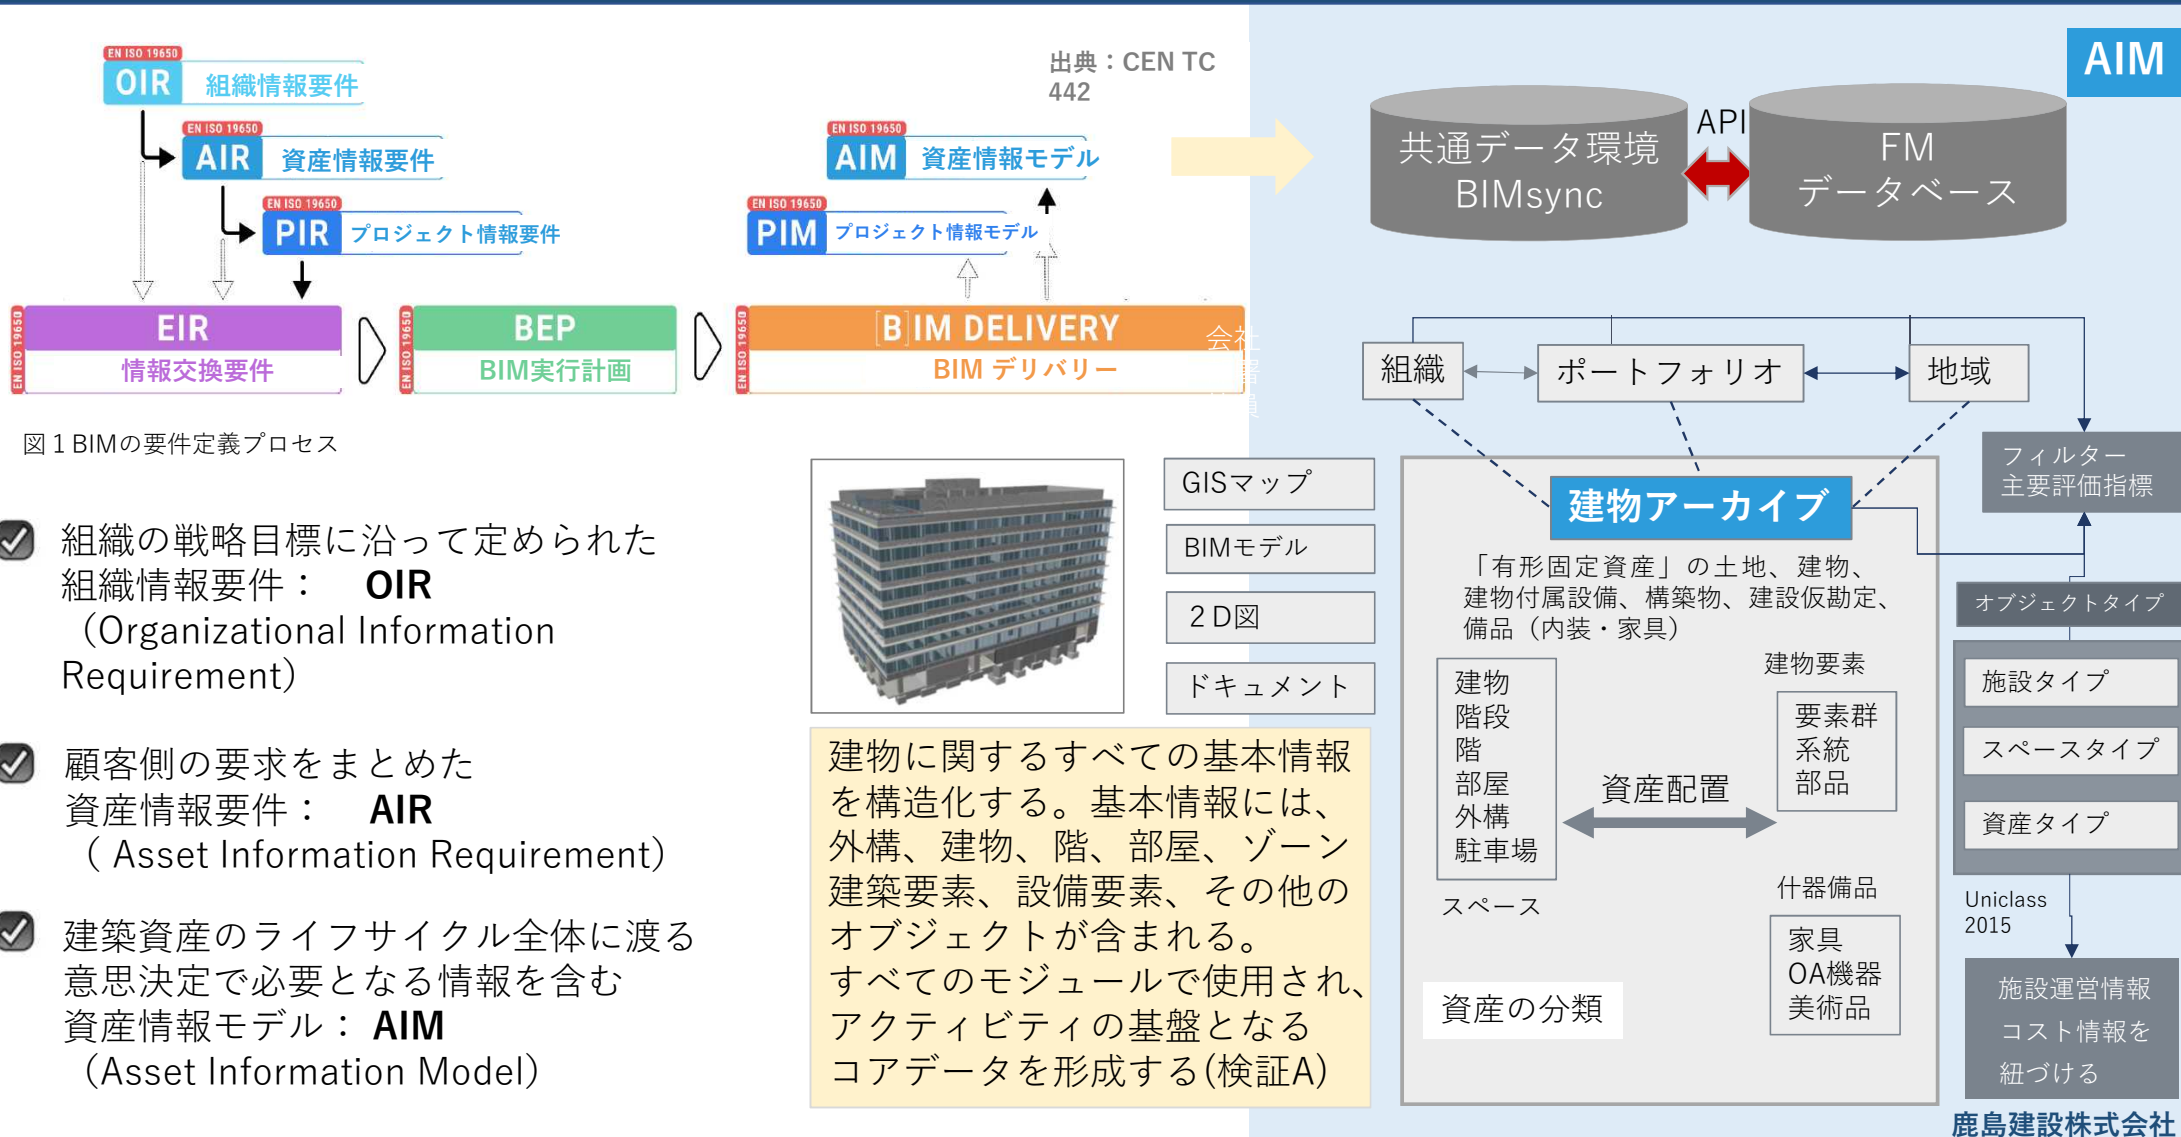 EN ISO 19650
OIR 組織情報要件
EN ISO 19650
AIR 資産情報要件
EN ISO 19650
PIR プロジェクト情報要件
出典：CEN TC
442
EN ISO 19650
AIM 資産情報モデル
EN ISO 19650
PIM プロジェクト情報モデル
EN ISO 19650
EIR
情報交換要件
EN ISO 19650
BEP
BIM実行計画
EN ISO 19650
[B]IM DELIVERY
BIM デリバリー
会社
図１BIMの要件定義プロセス
組織の戦略目標に沿って定められた
組織情報要件： OIR
（Organizational Information
Requirement）
顧客側の要求をまとめた
資産情報要件： AIR
（ Asset Information Requirement）
建築資産のライフサイクル全体に渡る
意思決定で必要となる情報を含む
資産情報モデル： AIM
（Asset Information Model）
GISマップ
BIMモデル
２D図
ドキュメント
建物に関するすべての基本情報
を構造化する。基本情報には、
外構、建物、階、部屋、ゾーン
建築要素、設備要素、その他の
オブジェクトが含まれる。
すべてのモジュールで使用され、
アクティビティの基盤となる
コアデータを形成する(検証A)
AIM
共通データ環境
BIMsync
API
FM
データベース
組織
ポートフォリオ
地域
フィルター
主要評価指標
建物アーカイブ
「有形固定資産」の土地、建物、
建物付属設備、構築物、建設仮勘定、
備品（内装・家具）
建物
階段
階
部屋
外構
駐車場
スペース
資産配置
建物要素
要素群
系統
部品
什器備品
家具
OA機器
美術品
資産の分類
オブジェクトタイプ
施設タイプ
スペースタイプ
資産タイプ
Uniclass
2015
施設運営情報
コスト情報を
紐づける
鹿島建設株式会社